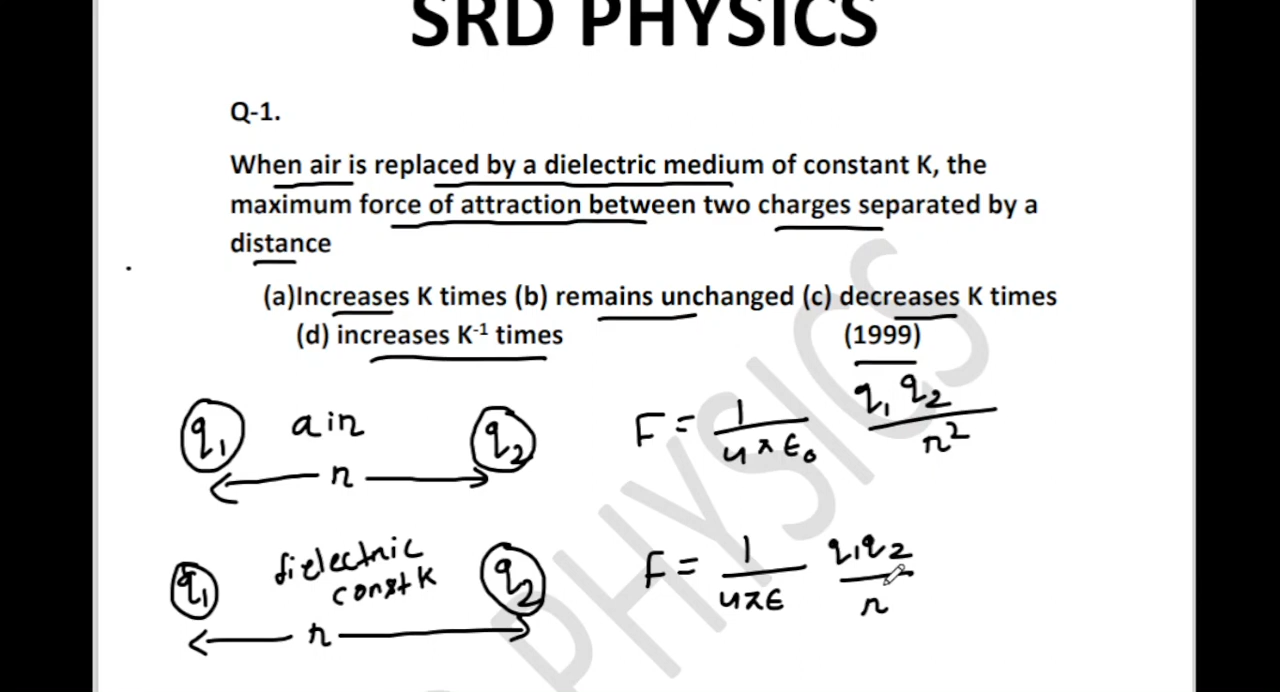 SRD PHYSICS
Q-1.
When air is replaced by a dielectric medium of constant K, the
maximum force of attraction between two charges separated by a
distance
(a)Increases K times (b) remains unchanged (c) decreases K times
(d) increases K⁻¹ times (1999)
q₁ air q₂ F = 1/4πϵ₀ q₁q₂/r²
r
q₁ dielectric const K q₂ F = 1/4πϵ q₁q₂/r
r
PHYSICS